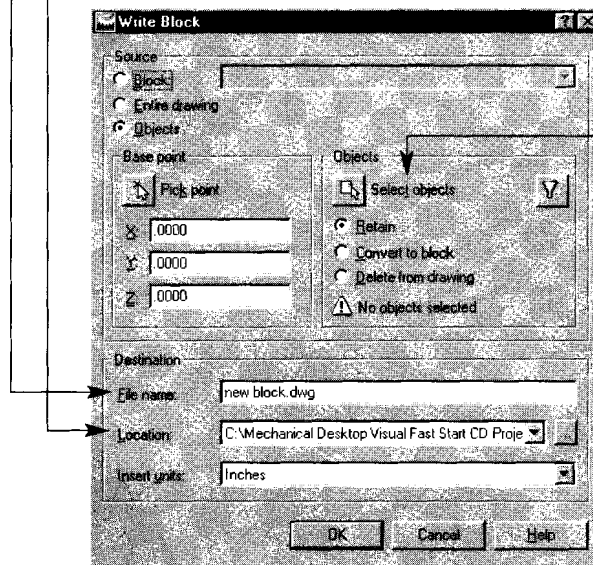 Write Block
Source
Block
Entire drawing
Objects
Base point
Pick point
X: .0000
Y: .0000
Z: .0000
Objects
Select objects
Retain
Convert to block
Delete from drawing
No objects selected
Destination
File name: new block.dwg
Location: C:\Mechanical Desktop Visual Fast Start CD Proje
Insert units: Inches
OK Cancel Help